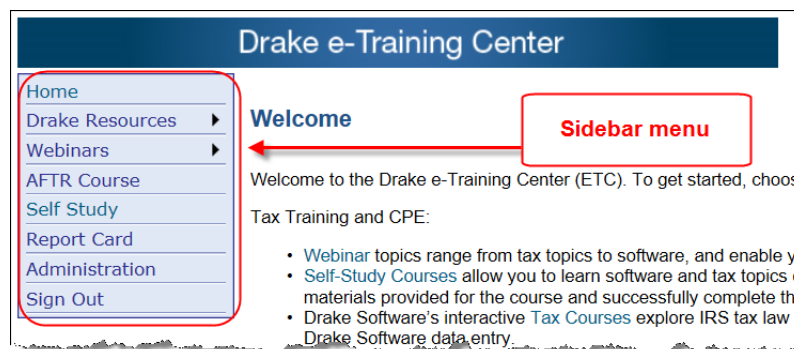 Drake e-Training Center
Home
Drake Resources
Webinars
AFTR Course
Self Study
Report Card
Administration
Sign Out
Welcome
Sidebar menu
Welcome to the Drake e-Training Center (ETC). To get started, choos
Tax Training and CPE:
• Webinar topics range from tax topics to software, and enable y
• Self-Study Courses allow you to learn software and tax topics
materials provided for the course and successfully complete th
• Drake Software's interactive Tax Courses explore IRS tax law
Drake Software data entry.